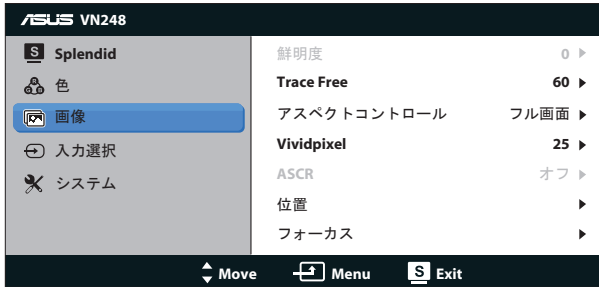 ASUS VN248
S Splendid
色
画像
入力選択
システム
鮮明度 0
Trace Free 60
アスペクトコントロール フル画面
Vividpixel 25
ASCR オフ
位置
フォーカス
Move Menu S Exit